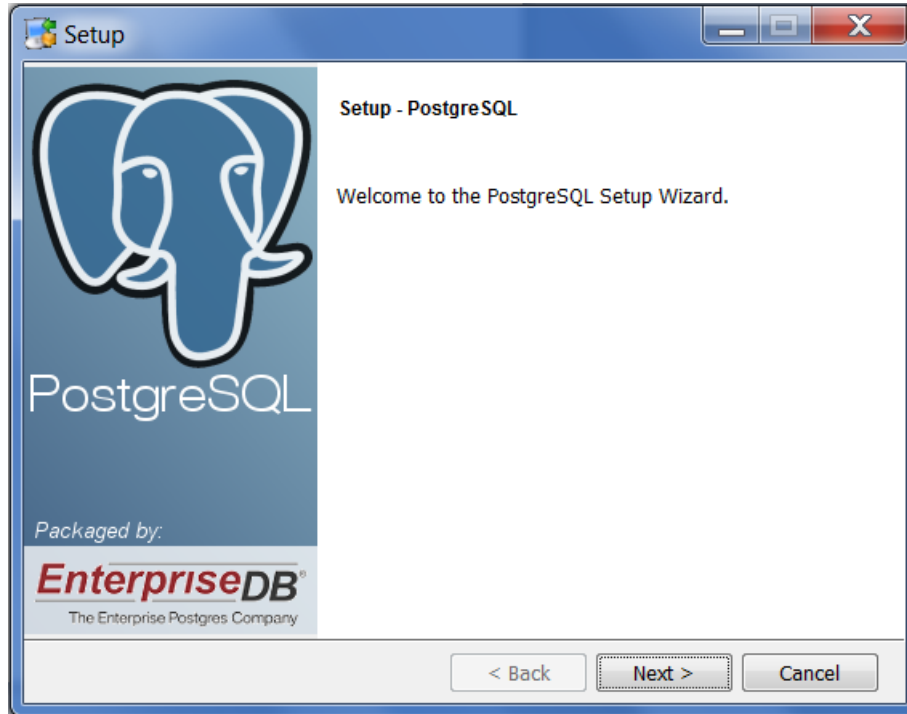 Setup
Setup - PostgreSQL
Welcome to the PostgreSQL Setup Wizard.
PostgreSQL
Packaged by:
EnterpriseDB®
The Enterprise Postgres Company
< Back Next > Cancel